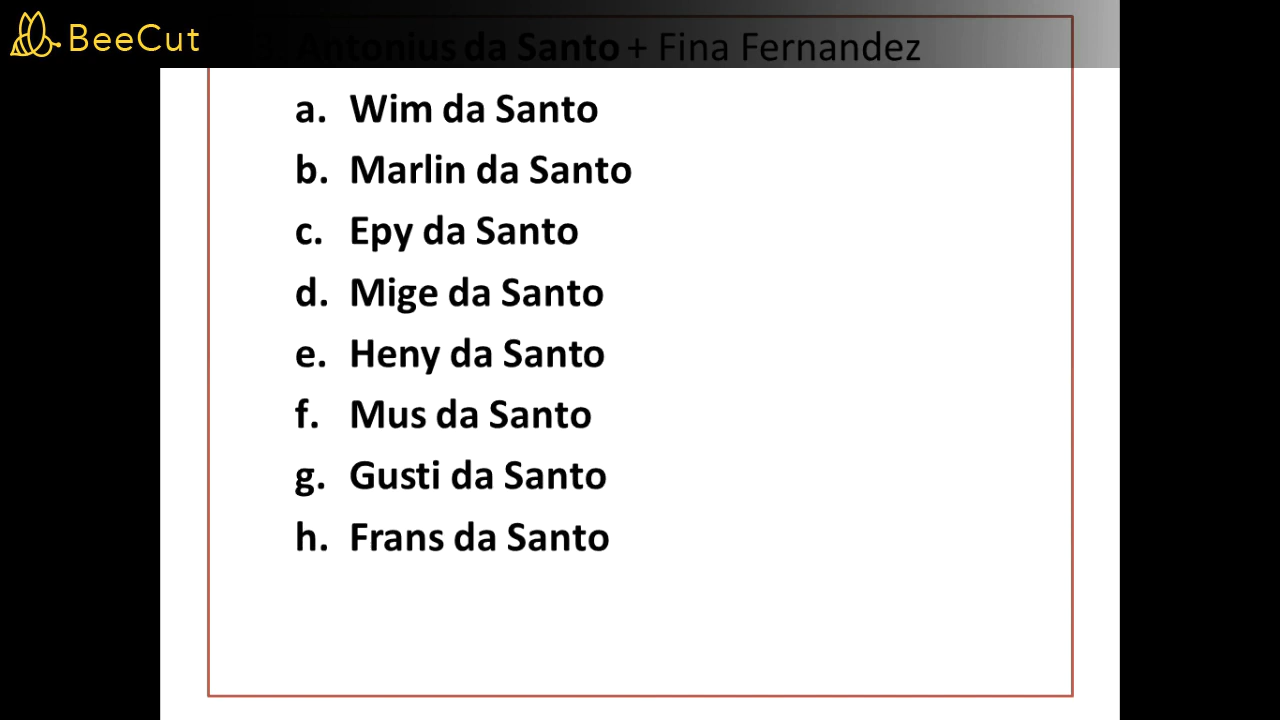 BeeCut
Antonius da Santo + Fina Fernandez
a. Wim da Santo
b. Marlin da Santo
c. Epy da Santo
d. Mige da Santo
e. Heny da Santo
f. Mus da Santo
g. Gusti da Santo
h. Frans da Santo